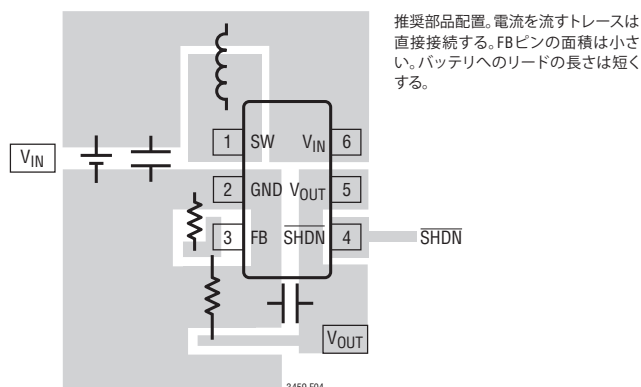 推奨部品配置。電流を流すトレースは
直接接続する。FBピンの面積は小さ
い。バッテリへのリードの長さは短く
する。
1 SW VIN 6
VIN
2 GND VOUT 5
3 FB SHDN 4 SHDN
VOUT
3460 F04